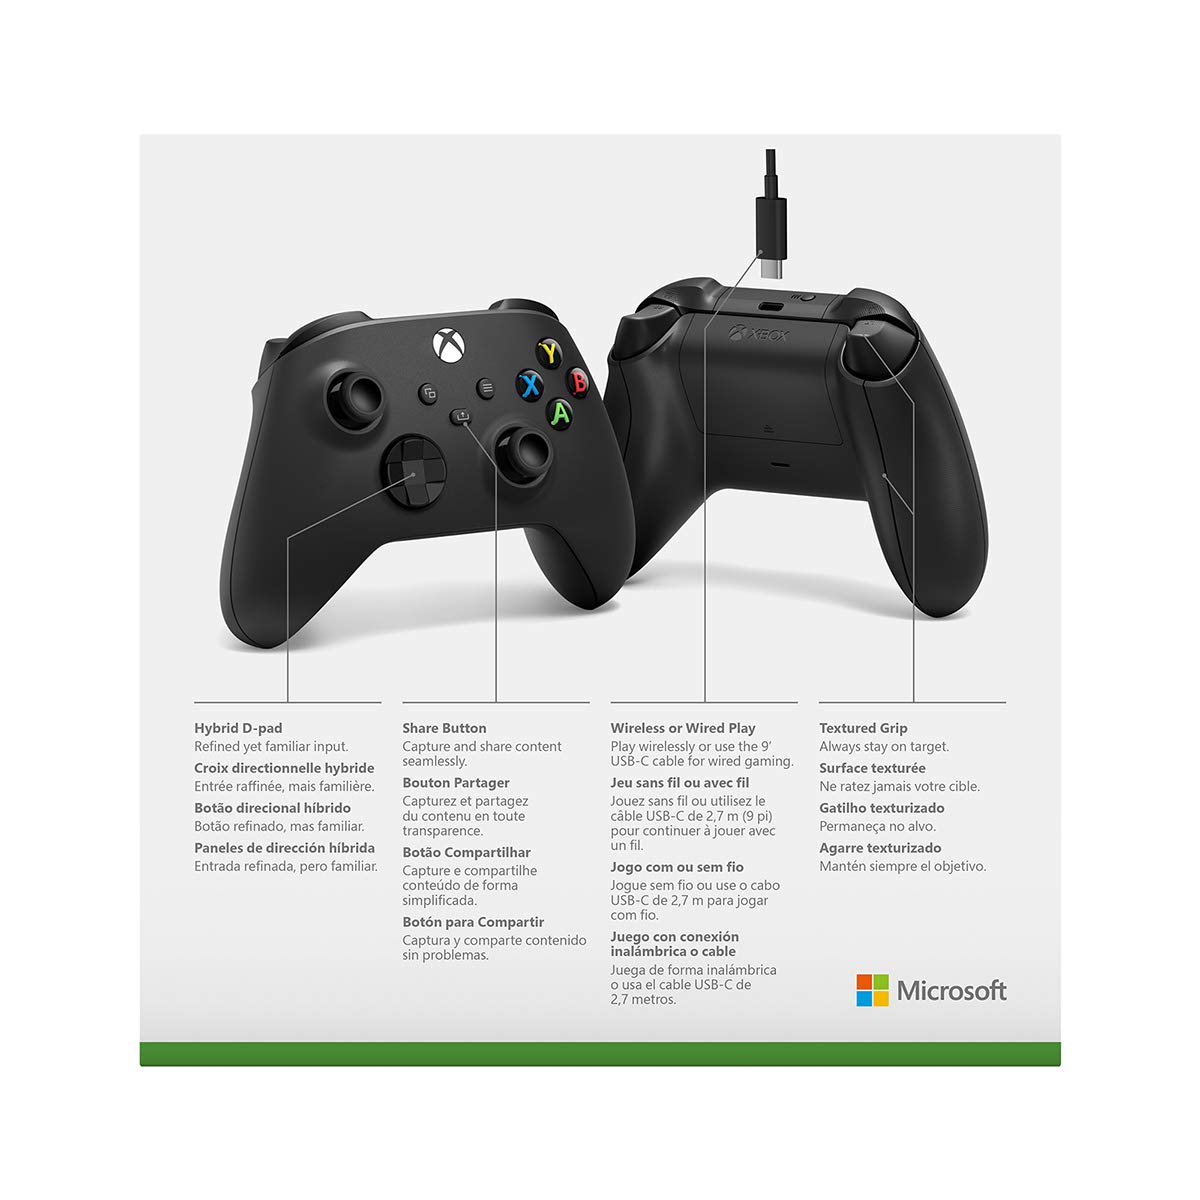 Y
X
B
A
XBOX
Hybrid D-pad
Refined yet familiar input.
Croix directionnelle hybride
Entrée raffinée, mais familière.
Botão direcional híbrido
Botão refinado, mas familiar.
Paneles de dirección híbrida
Entrada refinada, pero familiar.
Share Button
Capture and share content
seamlessly.
Bouton Partager
Capturez et partagez
du contenu en toute
transparence.
Botão Compartilhar
Capture e compartilhe
conteúdo de forma
simplificada.
Botón para Compartir
Captura y comparte contenido
sin problemas.
Wireless or Wired Play
Play wirelessly or use the 9'
USB-C cable for wired gaming.
Jeu sans fil ou avec fil
Jouez sans fil ou utilisez le
câble USB-C de 2,7 m (9 pi)
pour continuer à jouer avec
un fil.
Jogo com ou sem fio
Jogue sem fio ou use o cabo
USB-C de 2,7 m para jogar
com fio.
Juego con conexión
inalámbrica o cable
Juega de forma inalámbrica
o usa el cable USB-C de
2,7 metros.
Textured Grip
Always stay on target.
Surface texturée
Ne ratez jamais votre cible.
Gatilho texturizado
Permaneça no alvo.
Agarre texturizado
Mantén siempre el objetivo.
Microsoft